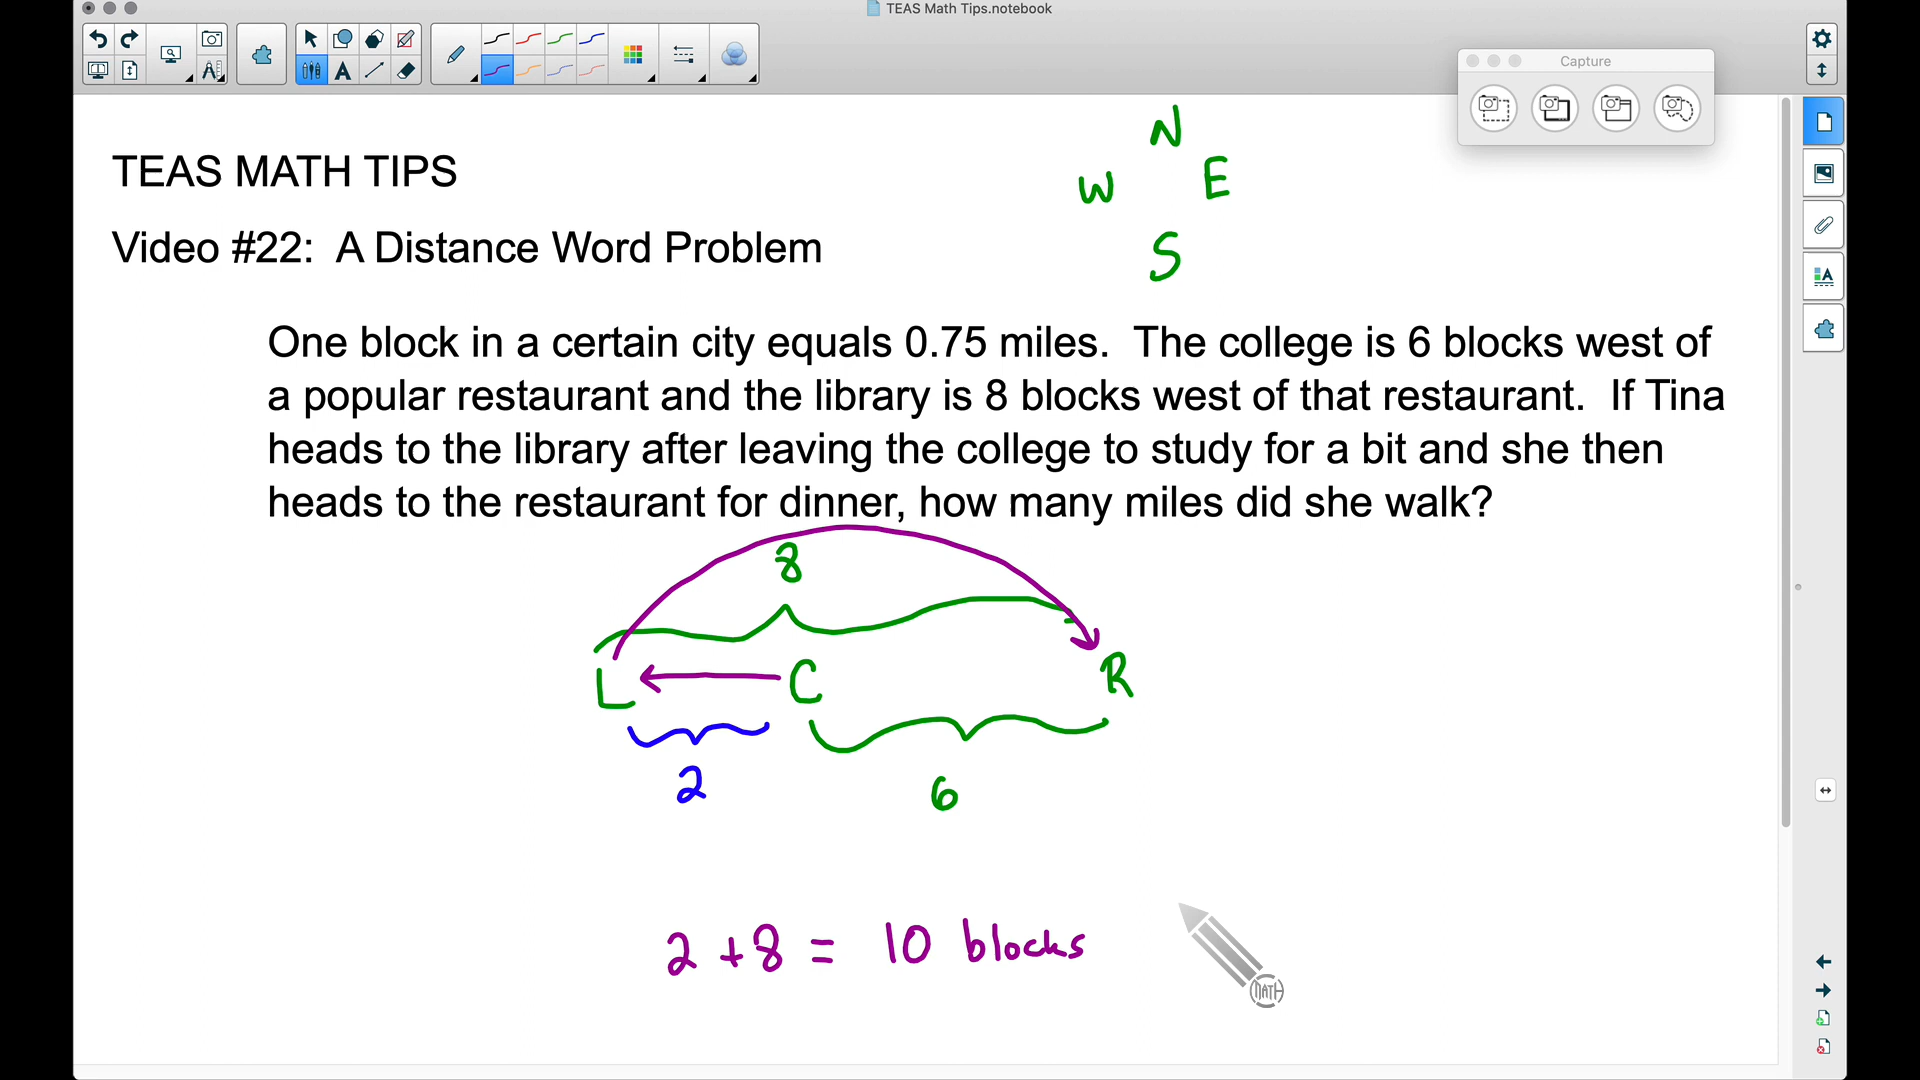 TEAS Math Tips.notebook
Capture
N
W E
S
TEAS MATH TIPS
Video #22: A Distance Word Problem
One block in a certain city equals 0.75 miles. The college is 6 blocks west of
a popular restaurant and the library is 8 blocks west of that restaurant. If Tina
heads to the library after leaving the college to study for a bit and she then
heads to the restaurant for dinner, how many miles did she walk?
8
L C R
2 6
2 + 8 = 10 blocks
MATH